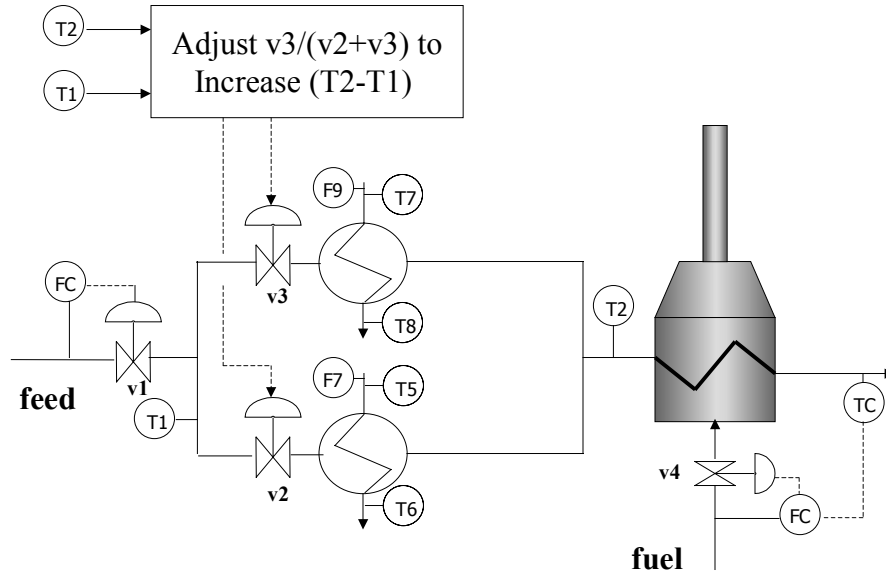 T2
T1
Adjust v3/(v2+v3) to
Increase (T2-T1)
F9
T7
FC
v3
T8
T2
v1
feed
T1
F7
T5
v2
T6
TC
v4
FC
fuel